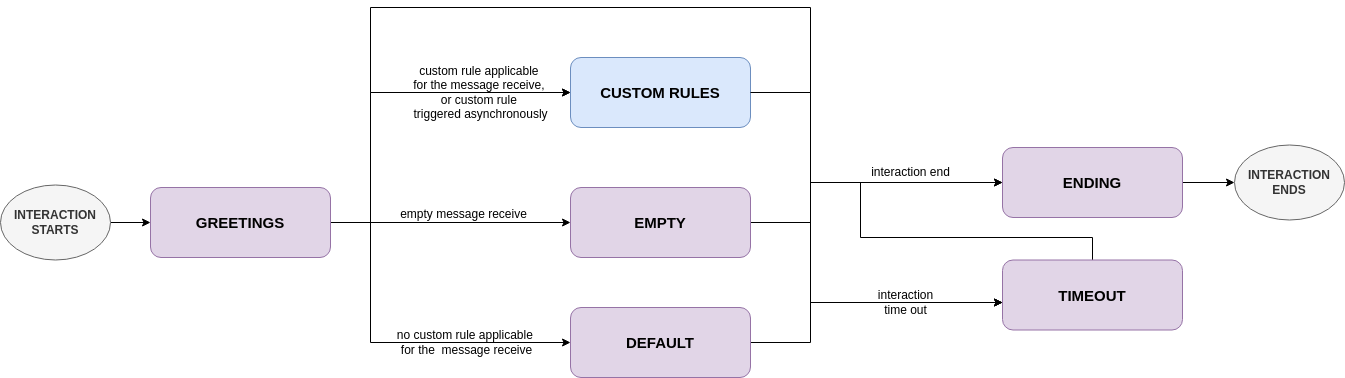 custom rule applicable
for the message receive,
or custom rule
triggered asynchronously
CUSTOM RULES
interaction end
ENDING
INTERACTION
ENDS
INTERACTION
STARTS
GREETINGS
empty message receive
EMPTY
interaction
time out
TIMEOUT
no custom rule applicable
for the message receive
DEFAULT